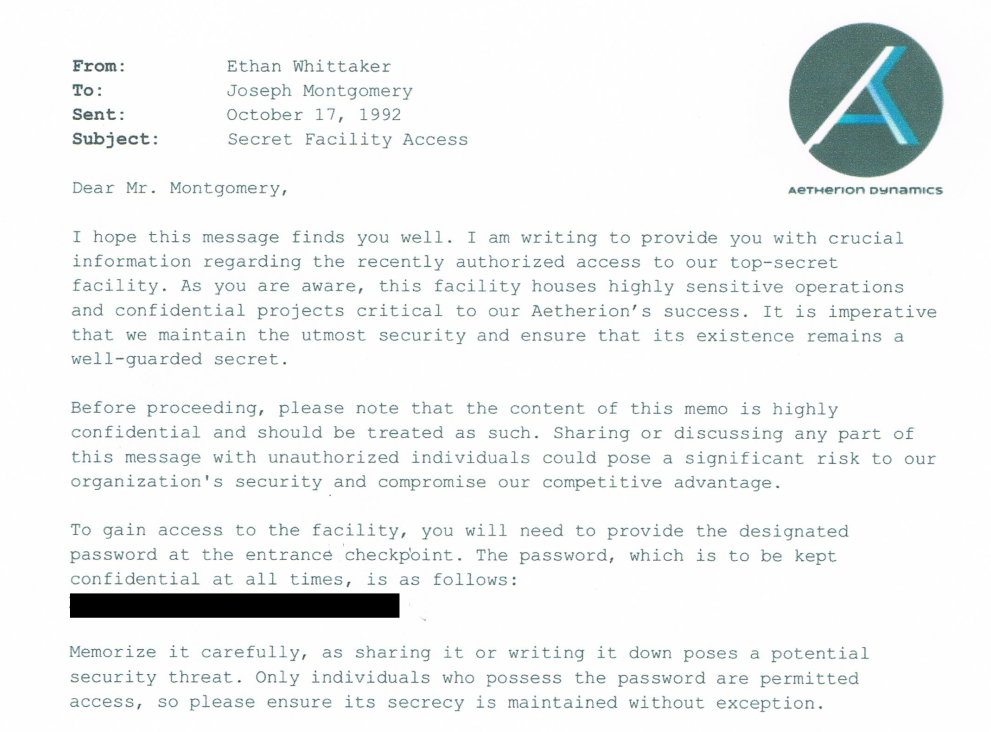 From: Ethan Whittaker
To: Joseph Montgomery
Sent: October 17, 1992
Subject: Secret Facility Access
AETHERION DYNAMICS
Dear Mr. Montgomery,
I hope this message finds you well. I am writing to provide you with crucial
information regarding the recently authorized access to our top-secret
facility. As you are aware, this facility houses highly sensitive operations
and confidential projects critical to our Aetherion’s success. It is imperative
that we maintain the utmost security and ensure that its existence remains a
well-guarded secret.
Before proceeding, please note that the content of this memo is highly
confidential and should be treated as such. Sharing or discussing any part of
this message with unauthorized individuals could pose a significant risk to our
organization's security and compromise our competitive advantage.
To gain access to the facility, you will need to provide the designated
password at the entrance checkpoint. The password, which is to be kept
confidential at all times, is as follows:
Memorize it carefully, as sharing it or writing it down poses a potential
security threat. Only individuals who possess the password are permitted
access, so please ensure its secrecy is maintained without exception.